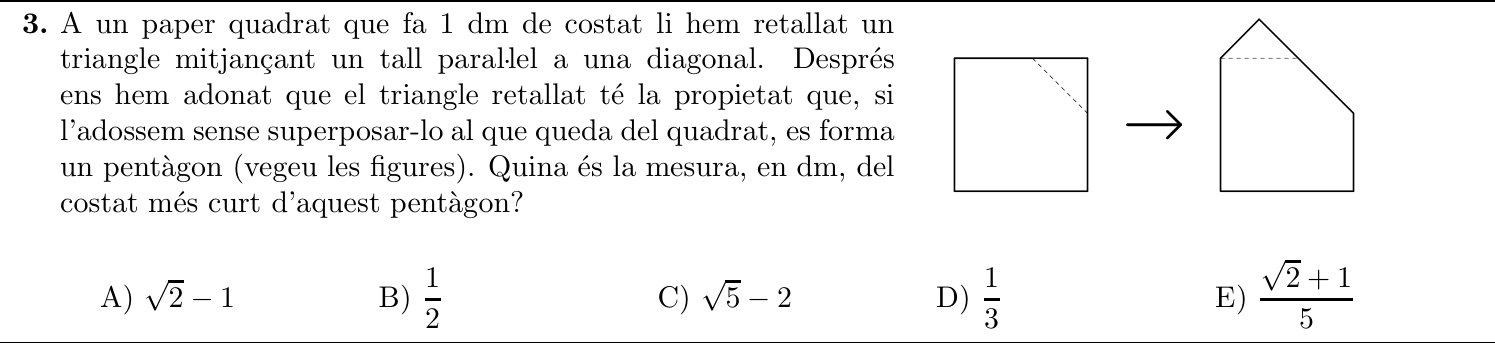 3. A un paper quadrat que fa 1 dm de costat li hem retallat un
triangle mitjançant un tall paral·lel a una diagonal. Després
ens hem adonat que el triangle retallat té la propietat que, si
l'adossem sense superposar-lo al que queda del quadrat, es forma
un pentàgon (vegeu les figures). Quina és la mesura, en dm, del
costat més curt d'aquest pentàgon?
A) √2 − 1 B) 1/2 C) √5 − 2 D) 1/3 E) (√2 + 1)/5